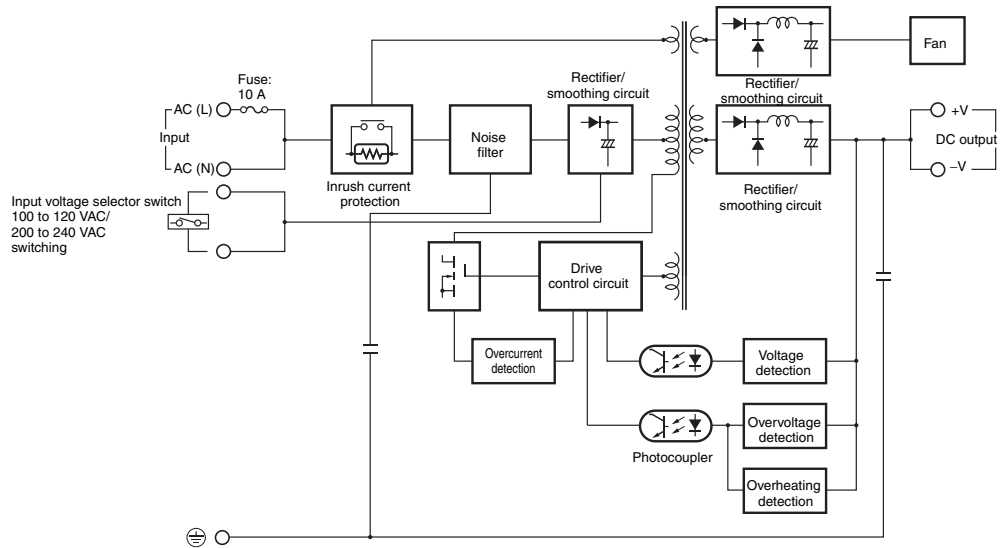 Fuse:
10 A
AC (L)
Input
AC (N)
Input voltage selector switch
100 to 120 VAC/
200 to 240 VAC
switching
Inrush current
protection
Noise
filter
Rectifier/
smoothing circuit
Rectifier/
smoothing circuit
Fan
Rectifier/
smoothing circuit
+V
DC output
–V
Drive
control circuit
Overcurrent
detection
Voltage
detection
Overvoltage
detection
Photocoupler
Overheating
detection